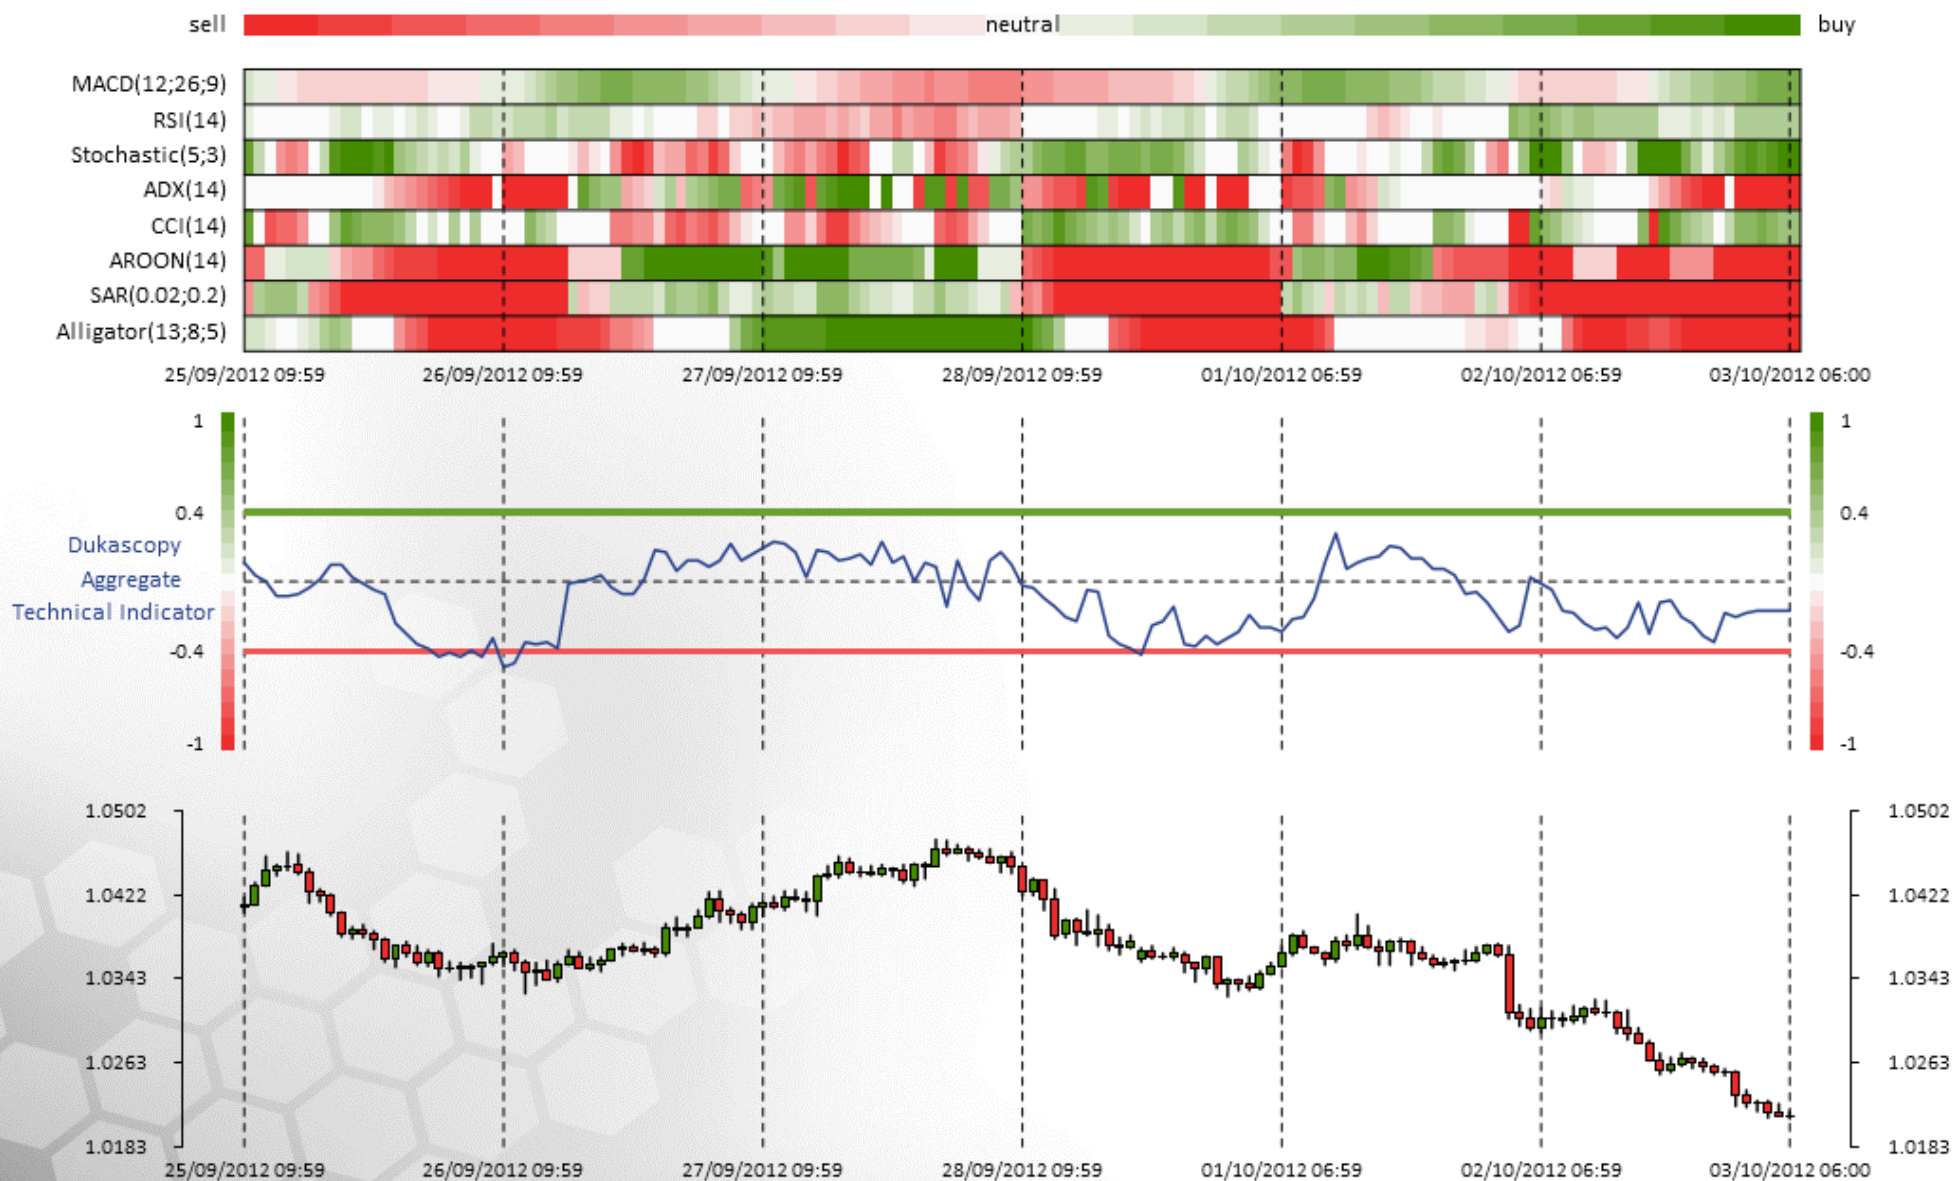 sell neutral buy
MACD(12;26;9)
RSI(14)
Stochastic(5;3)
ADX(14)
CCI(14)
AROON(14)
SAR(0.02;0.2)
Alligator(13;8;5)
25/09/2012 09:59 26/09/2012 09:59 27/09/2012 09:59 28/09/2012 09:59 01/10/2012 06:59 02/10/2012 06:59 03/10/2012 06:00
1 1
0.4 0.4
Dukascopy
Aggregate
Technical Indicator
-0.4 -0.4
-1 -1
1.0502 1.0502
1.0422 1.0422
1.0343 1.0343
1.0263 1.0263
1.0183 1.0183
25/09/2012 09:59 26/09/2012 09:59 27/09/2012 09:59 28/09/2012 09:59 01/10/2012 06:59 02/10/2012 06:59 03/10/2012 06:00